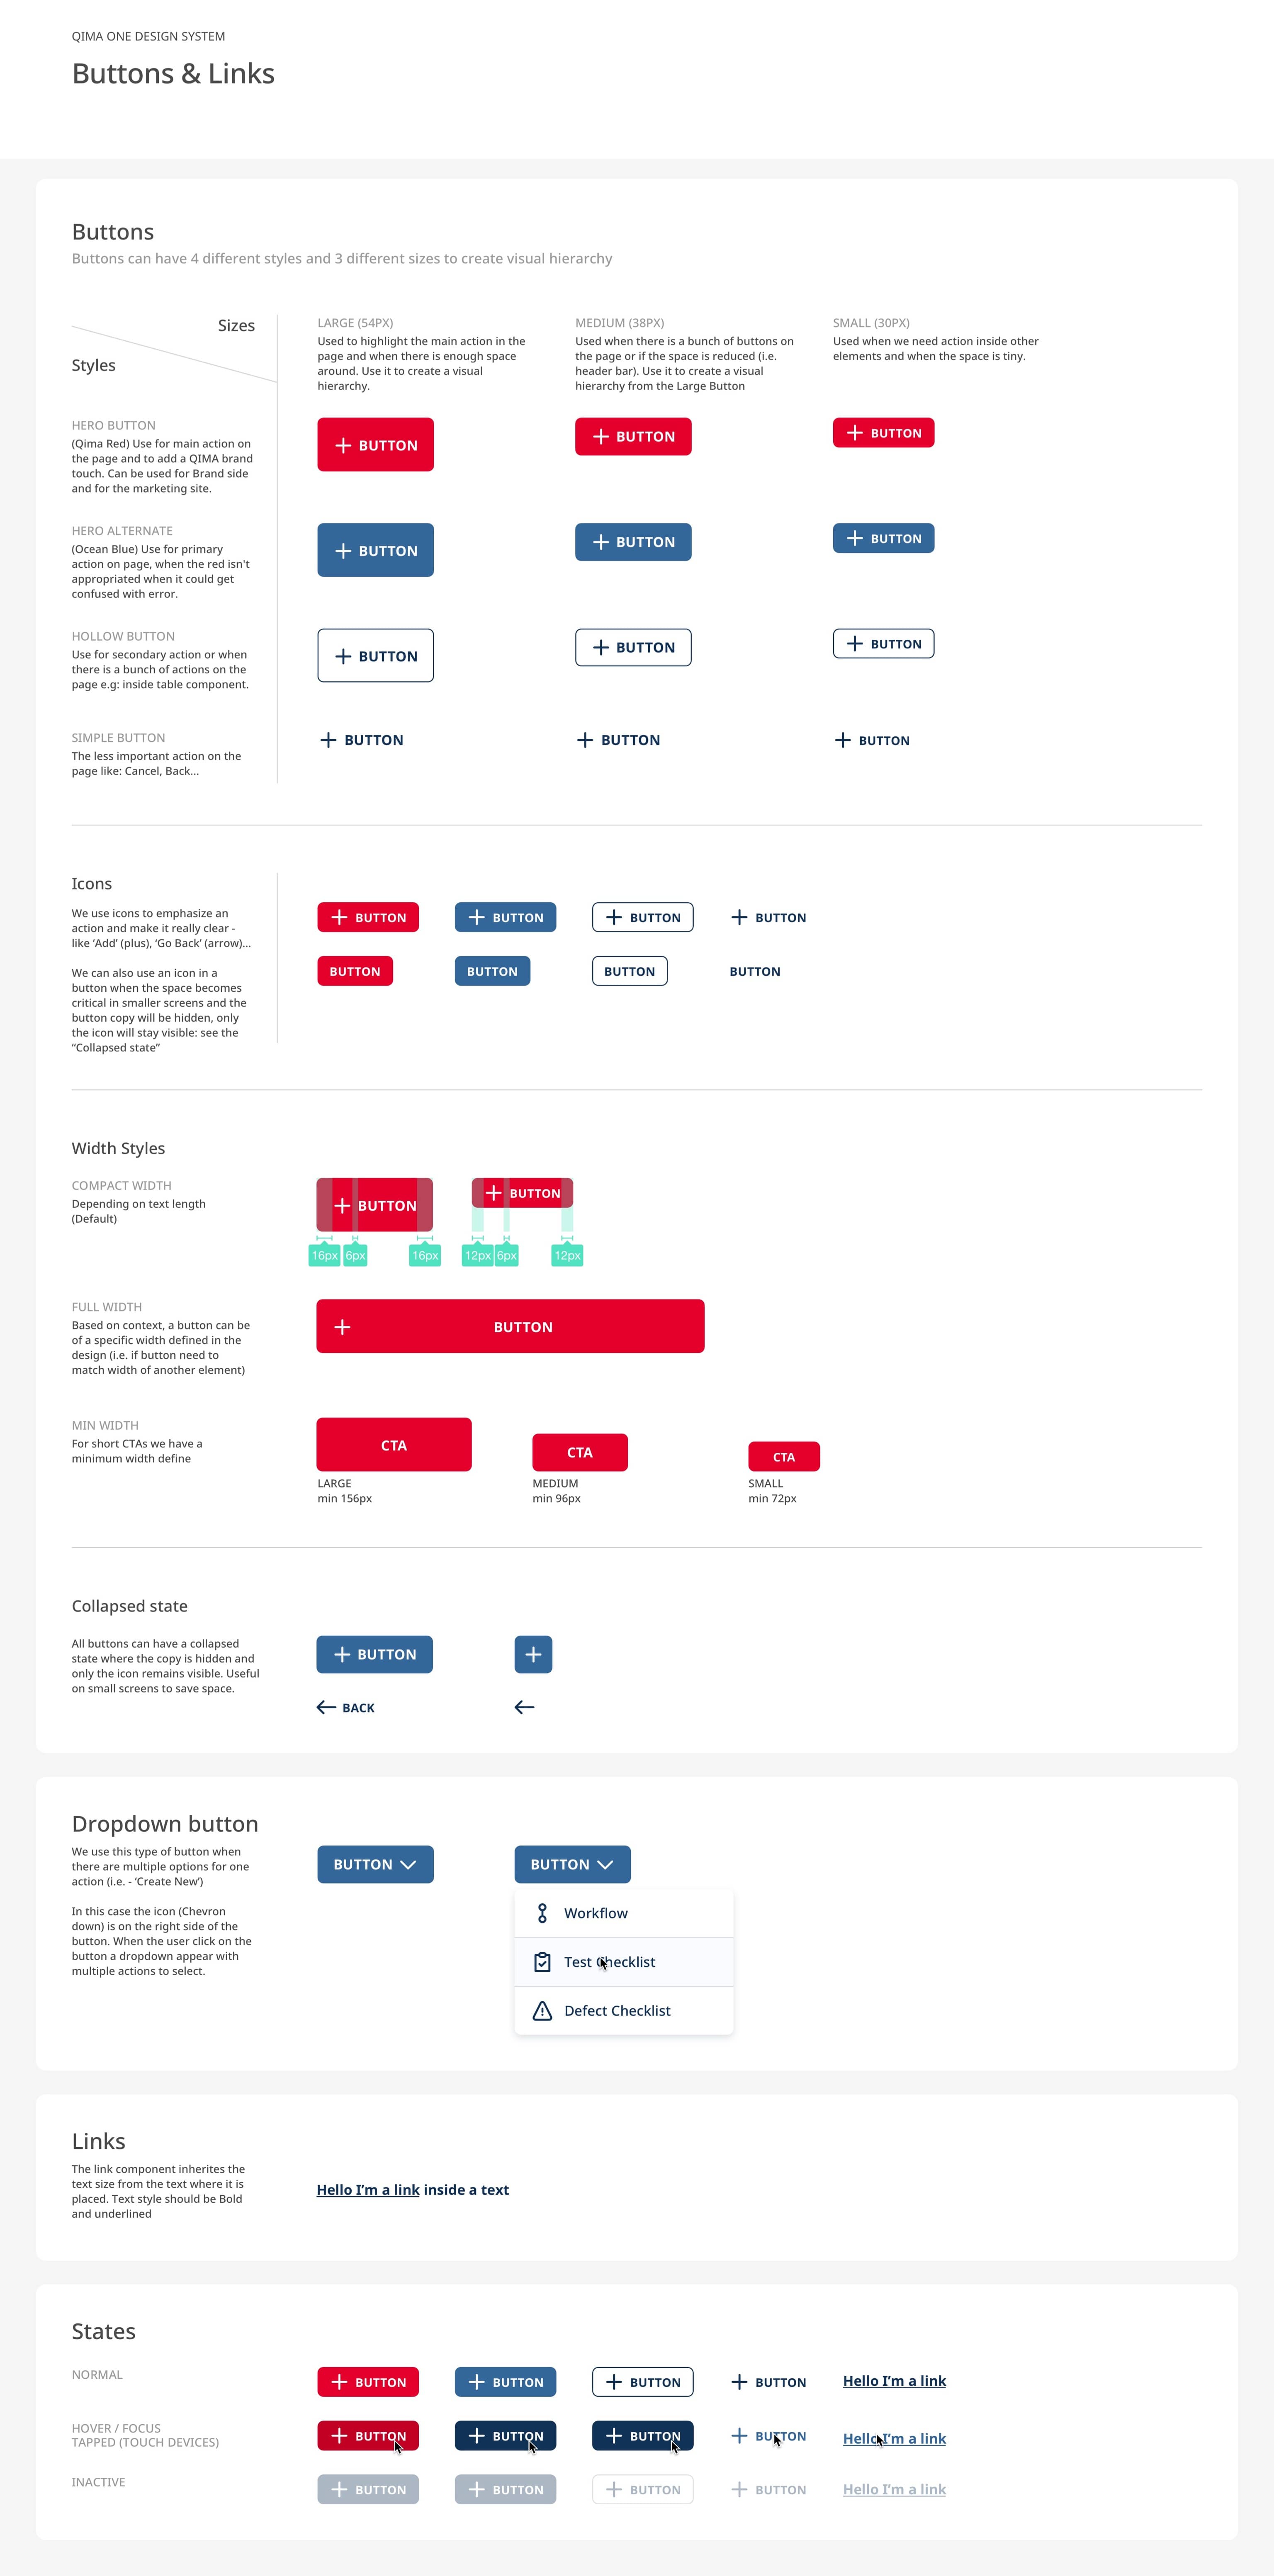 QIMA ONE DESIGN SYSTEM
Buttons & Links
Buttons
Buttons can have 4 different styles and 3 different sizes to create visual hierarchy
Sizes
Styles
LARGE (54PX)
Used to highlight the main action in the
page and when there is enough space
around. Use it to create a visual
hierarchy.
MEDIUM (38PX)
Used when there is a bunch of buttons on
the page or if the space is reduced (i.e.
header bar). Use it to create a visual
hierarchy from the Large Button
SMALL (30PX)
Used when we need action inside other
elements and when the space is tiny.
HERO BUTTON
(Qima Red) Use for main action on
the page and to add a QIMA brand
touch. Can be used for Brand side
and for the marketing site.
BUTTON
BUTTON
BUTTON
HERO ALTERNATE
(Ocean Blue) Use for primary
action on page, when the red isn't
appropriated when it could get
confused with error.
BUTTON
BUTTON
BUTTON
HOLLOW BUTTON
Use for secondary action or when
there is a bunch of actions on the
page e.g: inside table component.
BUTTON
BUTTON
BUTTON
SIMPLE BUTTON
The less important action on the
page like: Cancel, Back...
BUTTON
BUTTON
BUTTON
Icons
We use icons to emphasize an
action and make it really clear -
like ‘Add’ (plus), ‘Go Back’ (arrow)...
We can also use an icon in a
button when the space becomes
critical in smaller screens and the
button copy will be hidden, only
the icon will stay visible: see the
“Collapsed state”
BUTTON
BUTTON
BUTTON
BUTTON
BUTTON
BUTTON
BUTTON
BUTTON
Width Styles
COMPACT WIDTH
Depending on text length
(Default)
BUTTON
16px
6px
16px
BUTTON
12px
6px
12px
FULL WIDTH
Based on context, a button can be
of a specific width defined in the
design (i.e. if button need to
match width of another element)
BUTTON
MIN WIDTH
For short CTAs we have a
minimum width define
CTA
LARGE
min 156px
CTA
MEDIUM
min 96px
CTA
SMALL
min 72px
Collapsed state
All buttons can have a collapsed
state where the copy is hidden and
only the icon remains visible. Useful
on small screens to save space.
BUTTON
BACK
Dropdown button
We use this type of button when
there are multiple options for one
action (i.e. - ‘Create New’)
In this case the icon (Chevron
down) is on the right side of the
button. When the user click on the
button a dropdown appear with
multiple actions to select.
BUTTON
BUTTON
Workflow
Test Checklist
Defect Checklist
Links
The link component inherites the
text size from the text where it is
placed. Text style should be Bold
and underlined
Hello I’m a link inside a text
States
NORMAL
BUTTON
BUTTON
BUTTON
BUTTON
Hello I’m a link
HOVER / FOCUS
TAPPED (TOUCH DEVICES)
BUTTON
BUTTON
BUTTON
BUTTON
Hello I’m a link
INACTIVE
BUTTON
BUTTON
BUTTON
BUTTON
Hello I’m a link